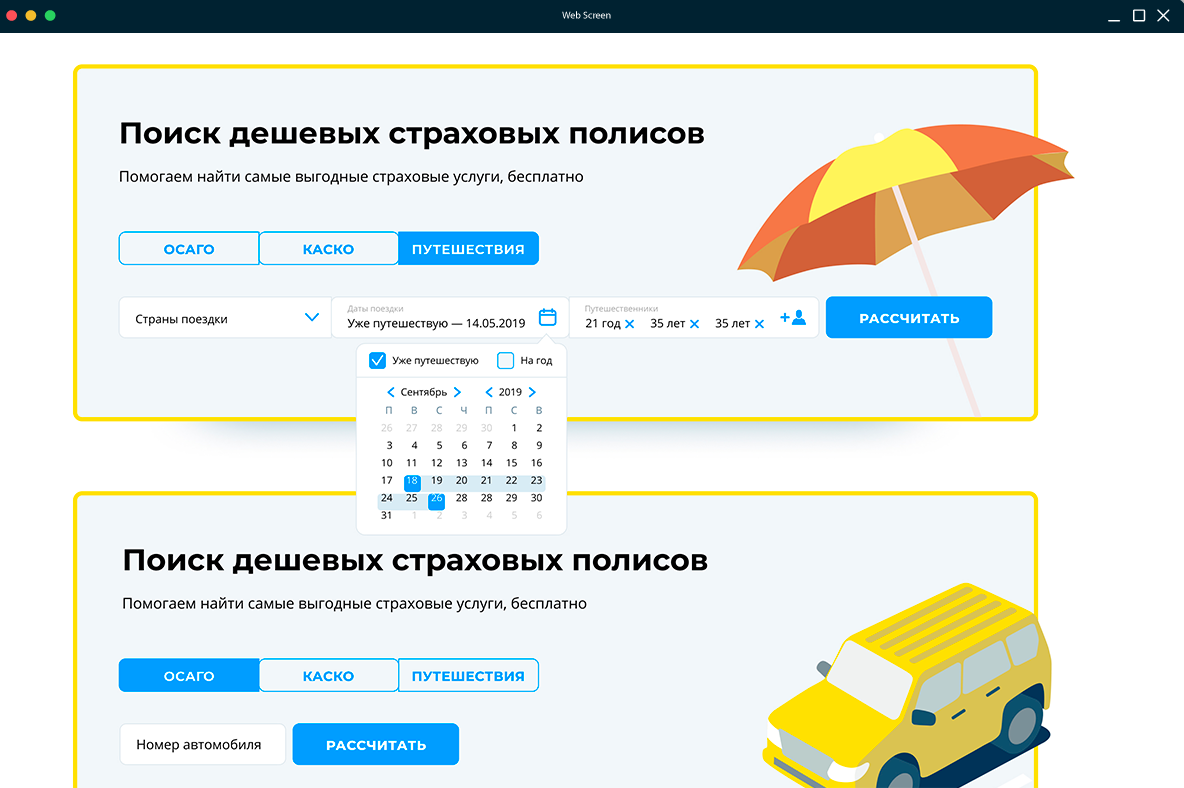 Web Screen
Поиск дешевых страховых полисов
Помогаем найти самые выгодные страховые услуги, бесплатно
ОСАГО КАСКО ПУТЕШЕСТВИЯ
Страны поездки
Даты поездки
Уже путешествую — 14.05.2019
Путешественники
21 год 35 лет 35 лет
РАССЧИТАТЬ
Уже путешествую На год
Сентябрь 2019
П В С Ч П С В
26 27 28 29 30 1 2
3 4 5 6 7 8 9
10 11 12 13 14 15 16
17 18 19 20 21 22 23
24 25 26 28 28 29 30
31 1 2 3 4 5 6
Поиск дешевых страховых полисов
Помогаем найти самые выгодные страховые услуги, бесплатно
ОСАГО КАСКО ПУТЕШЕСТВИЯ
Номер автомобиля
РАССЧИТАТЬ